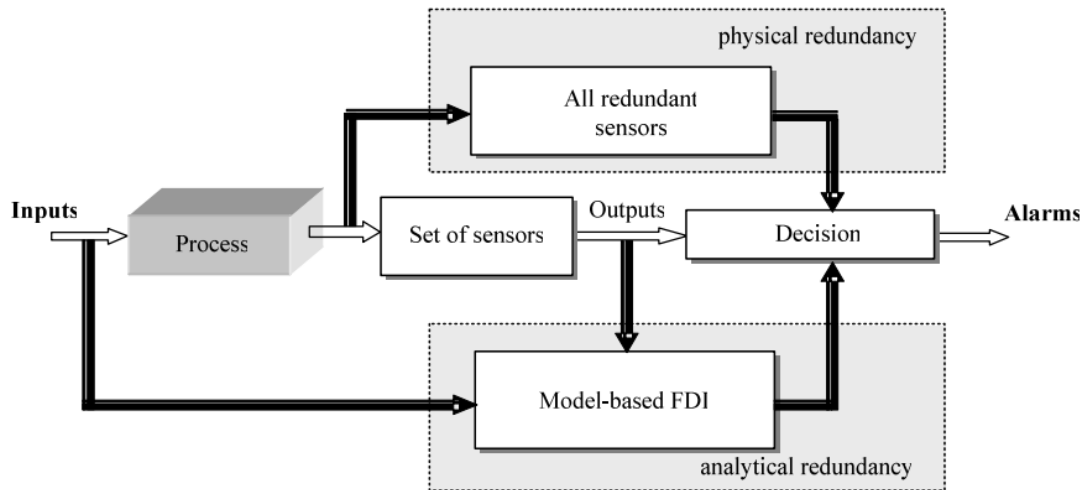 physical redundancy
All redundant
sensors
Inputs
Process
Set of sensors
Outputs
Decision
Alarms
Model-based FDI
analytical redundancy